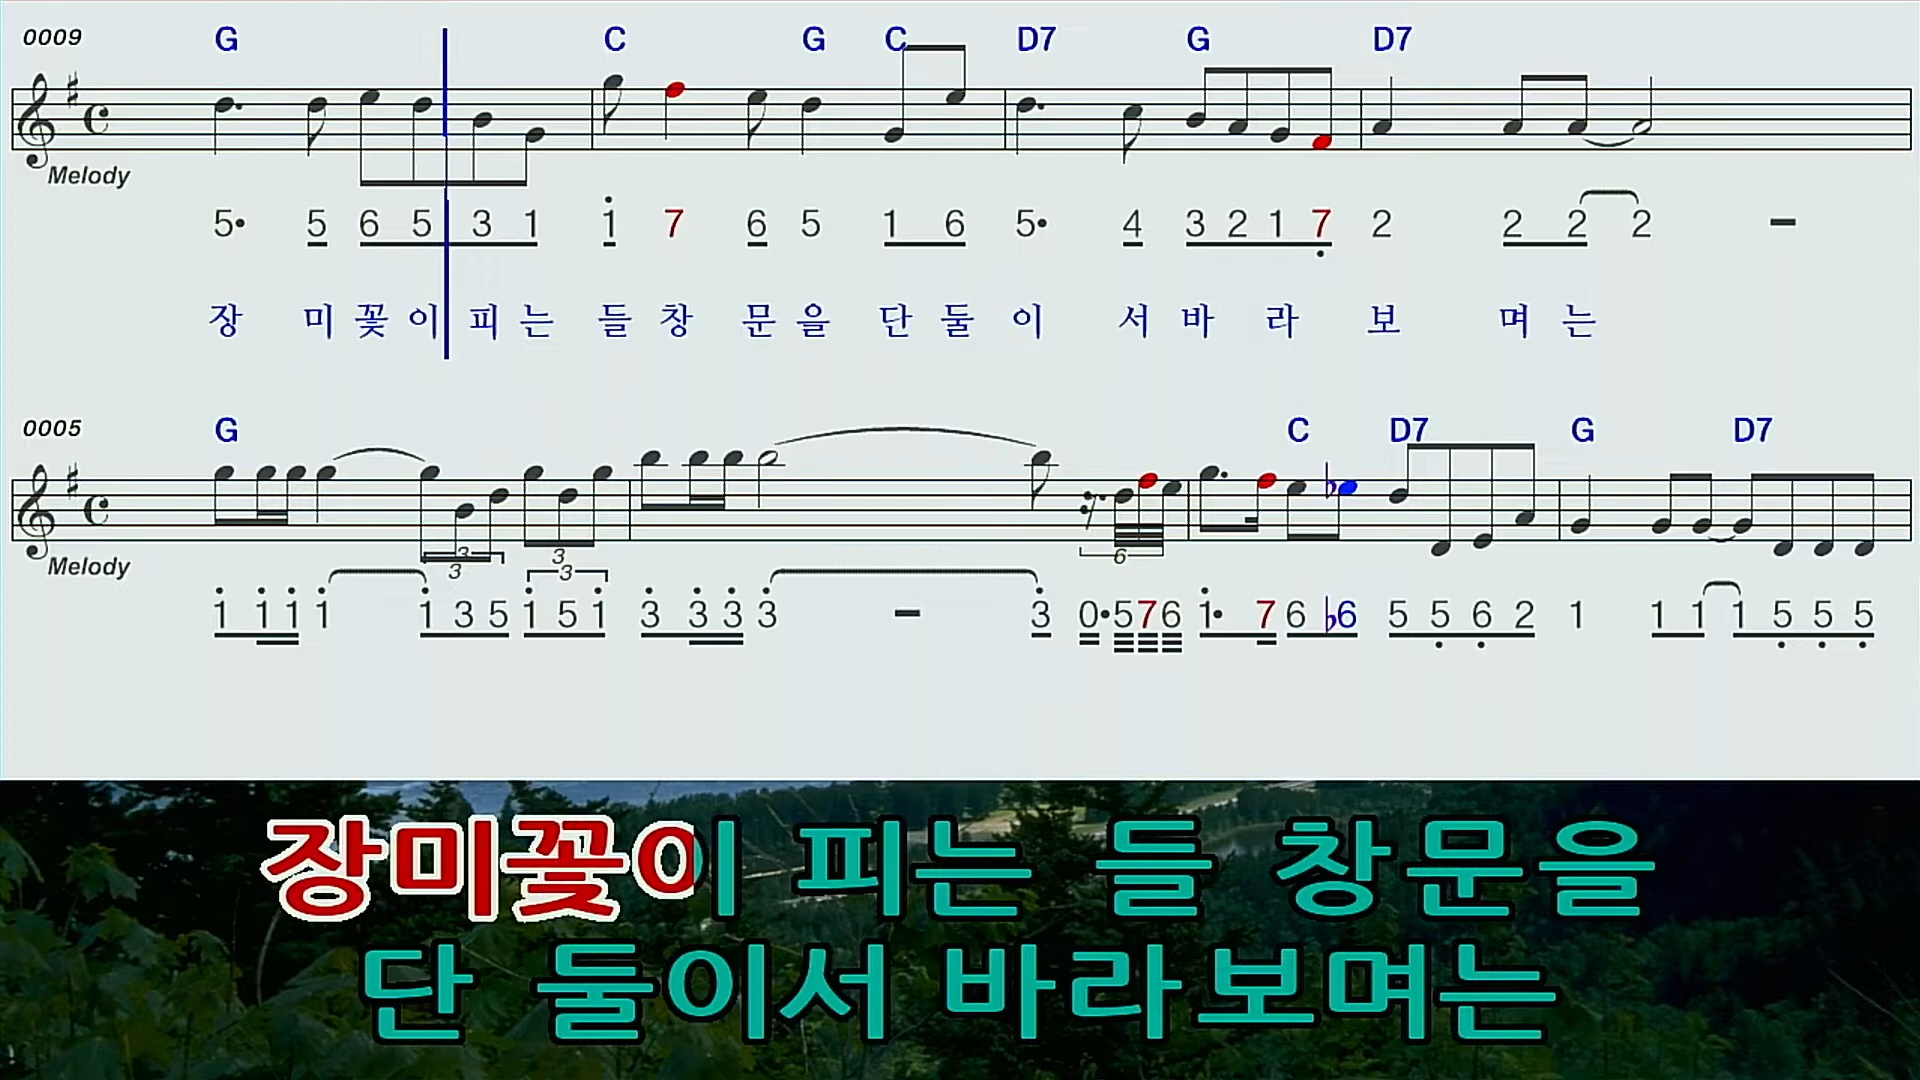 0009 G C G C D7 G D7
Melody
5• 5 6 5 3 1 1 7 6 5 1 6 5• 4 3 2 1 7 2 2 2 2 -
장 미 꽃 이 피 는 들 창 문 을 단 둘 이 서 바 라 보 며 는
0005 G C D7 G D7
3 3 3 6
Melody
1 1 1 1 1 3 5 1 5 1 3 3 3 3 - 3 0• 5 7 6 1• 7 6 ♭6 5 5 6 2 1 1 1 1 5 5 5
장미꽃이 피는 들 창문을
단 둘이서 바라보며는